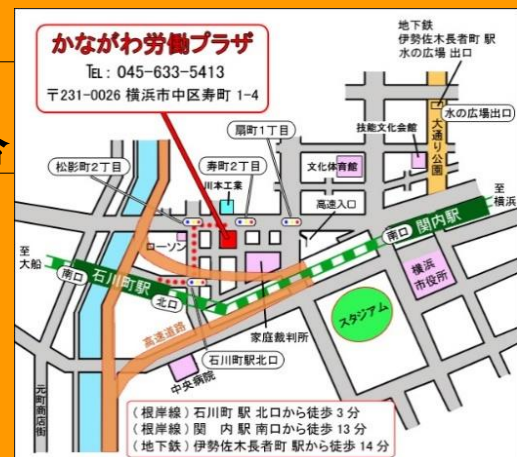 かながわ労働プラザ
TEL : 045-633-5413
〒231-0026 横浜市中区寿町 1-4
地下鉄
伊勢佐木長者町 駅
水の広場 出口
水の広場出口
大通り公園
技能文化会館
扇町1丁目
松影町2丁目
寿町2丁目
文化体育館
川本工業
高速入口
至
横浜
ローソン
関内駅
南口
至
大船
南口
石川町駅
北口
横浜
市役所
スタジアム
家庭裁判所
高速道路
石川町駅北口
中央病院
元町商店街
(根岸線) 石川町 駅 北口から徒歩 3 分
(根岸線) 関 内 駅 南口から徒歩 13 分
(地下鉄) 伊勢佐木長者町 駅から徒歩 14 分